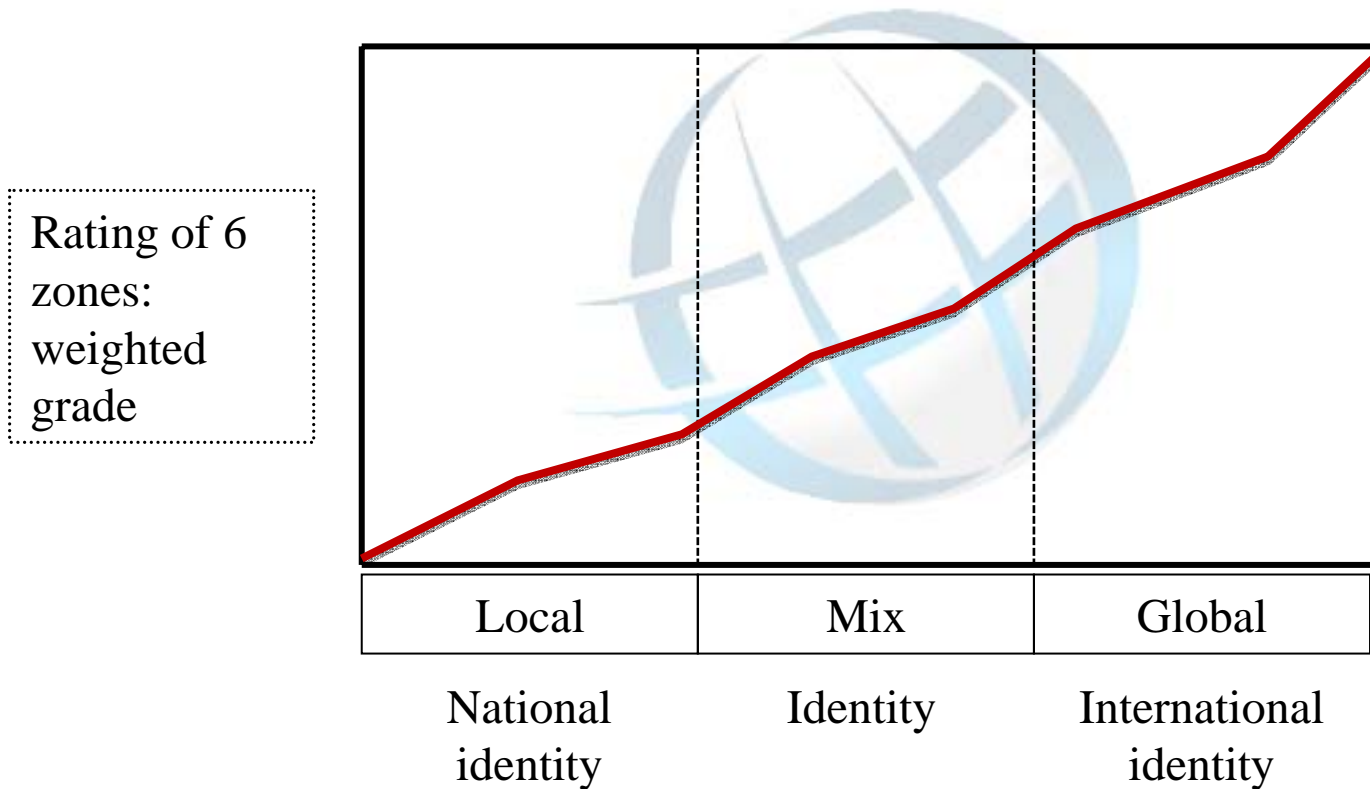 Rating of 6
zones:
weighted
grade
Local
Mix
Global
National
identity
Identity
International
identity